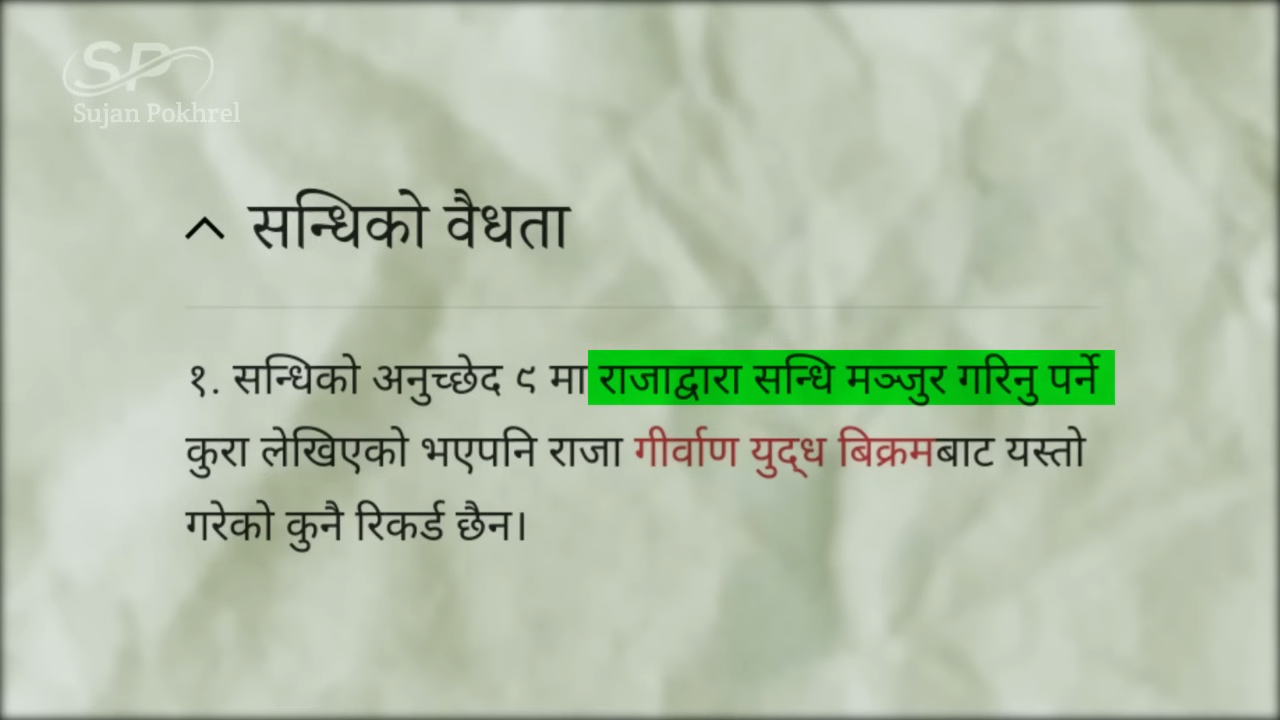 SP
Sujan Pokhrel
सन्धिको वैधता
१. सन्धिको अनुच्छेद ९ मा राजाद्वारा सन्धि मञ्जुर गरिनु पर्ने
कुरा लेखिएको भएपनि राजा गीर्वाण युद्ध बिक्रमबाट यस्तो
गरेको कुनै रिकर्ड छैन।